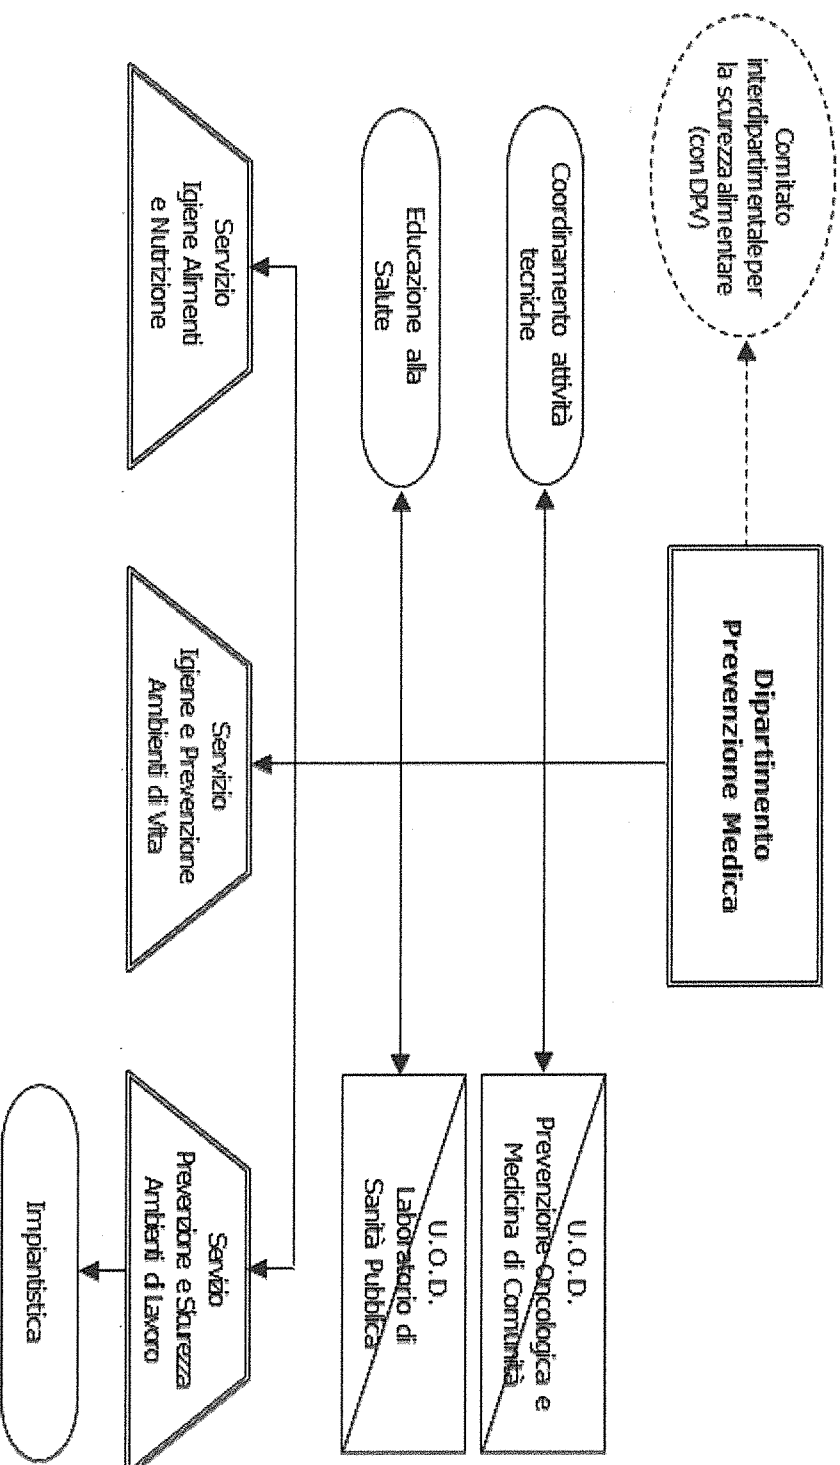 Comitato
interdipartimentale per
la scurezza alimentare
(con DPV)
Dipartimento
Prevenzione Medica
Coordinamento attività
tecniche
U.O.D.
Prevenzione Oncologica e
Medicina di Comunità
Educazione alla
Salute
U.O.D.
Laboratorio di
Sanità Pubblica
Servizio
Igiene Alimenti
e Nutrizione
Servizio
Igiene e Prevenzione
Ambienti di Vita
Servizio
Prevenzione e Sicurezza
Ambienti di Lavoro
Impiantistica